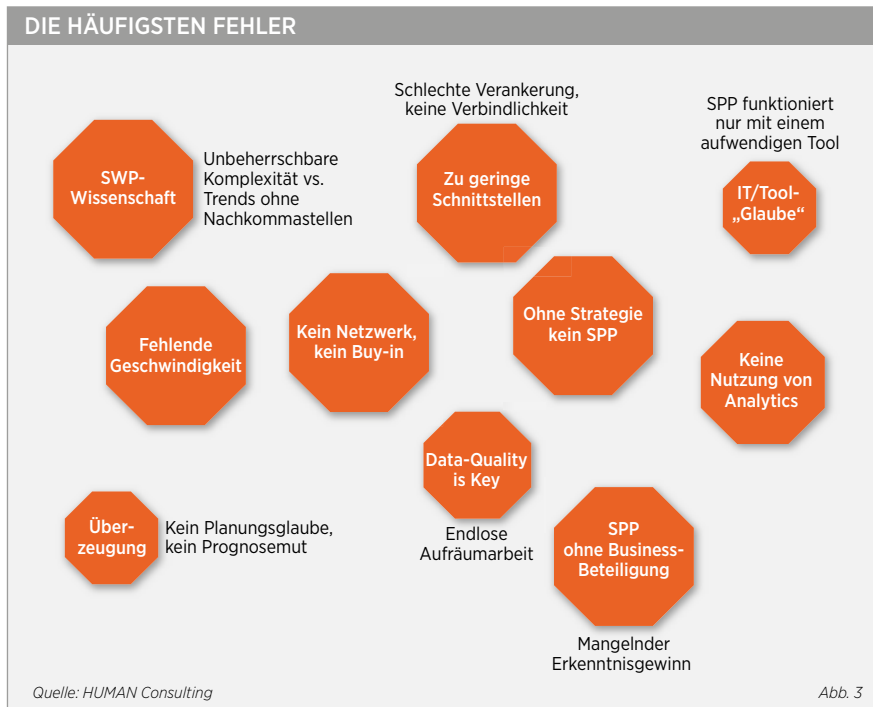 DIE HÄUFIGSTEN FEHLER
Schlechte Verankerung,
keine Verbindlichkeit
SPP funktioniert
nur mit einem
aufwendigen Tool
SWP-
Wissenschaft
Unbeherrschbare
Komplexität vs.
Trends ohne
Nachkommastellen
Zu geringe
Schnittstellen
IT/Tool-
„Glaube“
Fehlende
Geschwindigkeit
Kein Netzwerk,
kein Buy-in
Ohne Strategie
kein SPP
Keine
Nutzung von
Analytics
Data-Quality
is Key
Endlose
Aufräumarbeit
Über-
zeugung
Kein Planungsglaube,
kein Prognosemut
SPP
ohne Business-
Beteiligung
Mangelnder
Erkenntnisgewinn
Quelle: HUMAN Consulting
Abb. 3